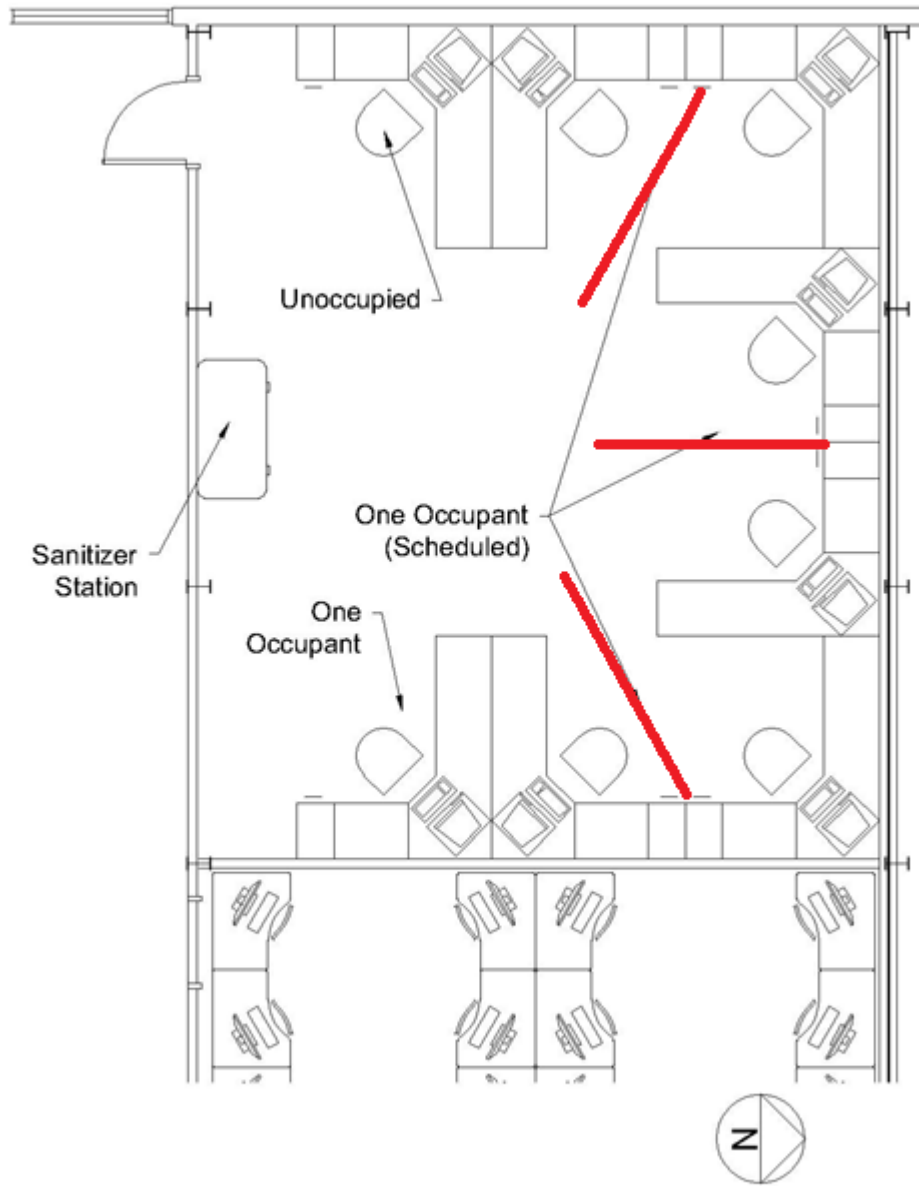 Unoccupied
One Occupant
(Scheduled)
Sanitizer
Station
One
Occupant
N